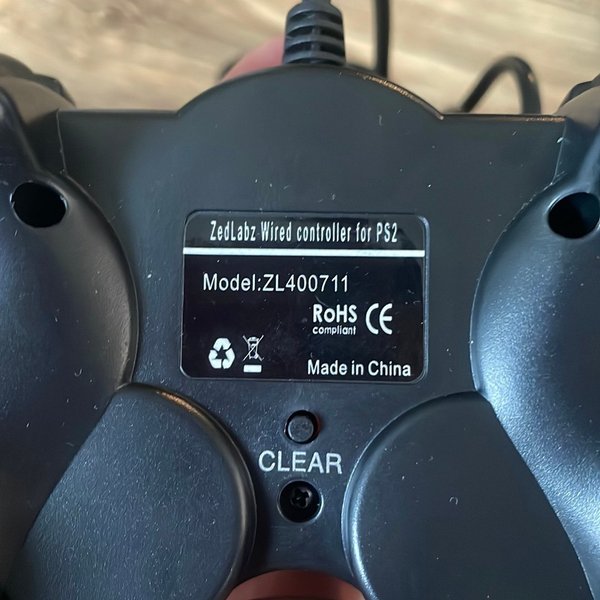 ZedLabz Wired controller for PS2
Model:ZL400711
RoHS
compliant
CE
Made in China
CLEAR